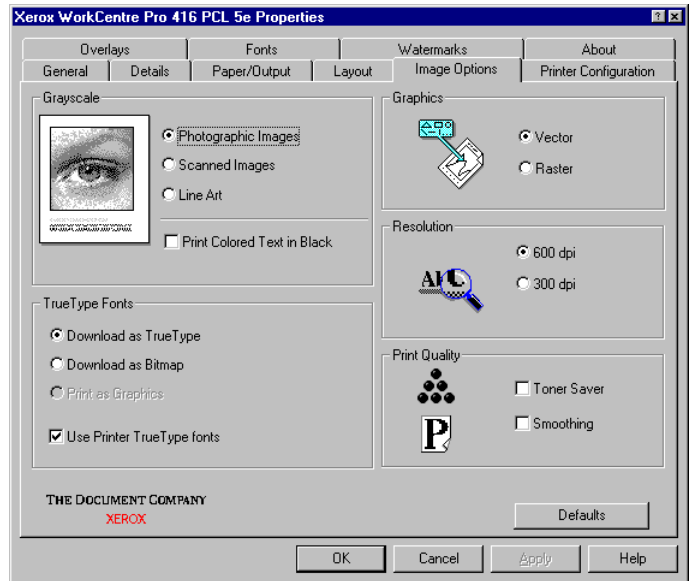 Xerox WorkCentre Pro 416 PCL 5e Properties
Overlays Fonts Watermarks About
General Details Paper/Output Layout Image Options Printer Configuration
Grayscale
Photographic Images
Scanned Images
Line Art
Print Colored Text in Black
Graphics
Vector
Raster
Resolution
600 dpi
300 dpi
TrueType Fonts
Download as TrueType
Download as Bitmap
Print as Graphics
Use Printer TrueType fonts
Print Quality
Toner Saver
Smoothing
THE DOCUMENT COMPANY
XEROX
Defaults
OK Cancel Apply Help